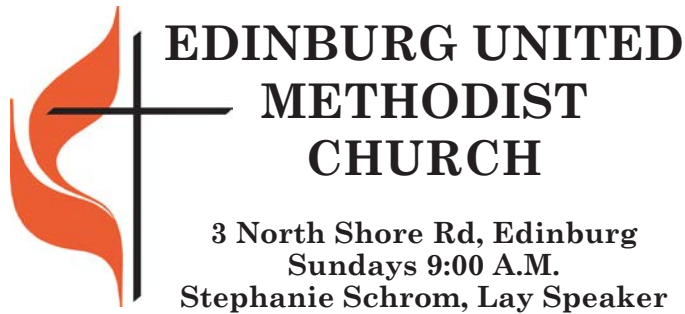 EDINBURG UNITED
METHODIST
CHURCH
3 North Shore Rd, Edinburg
Sundays 9:00 A.M.
Stephanie Schrom, Lay Speaker